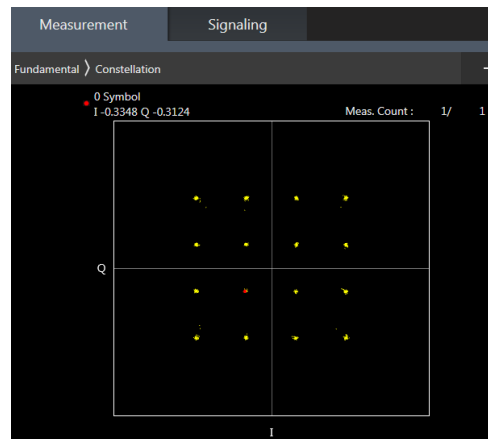 Measurement Signaling
Fundamental 〉 Constellation
0 Symbol
I -0.3348 Q -0.3124 Meas. Count : 1/ 1
Q
I